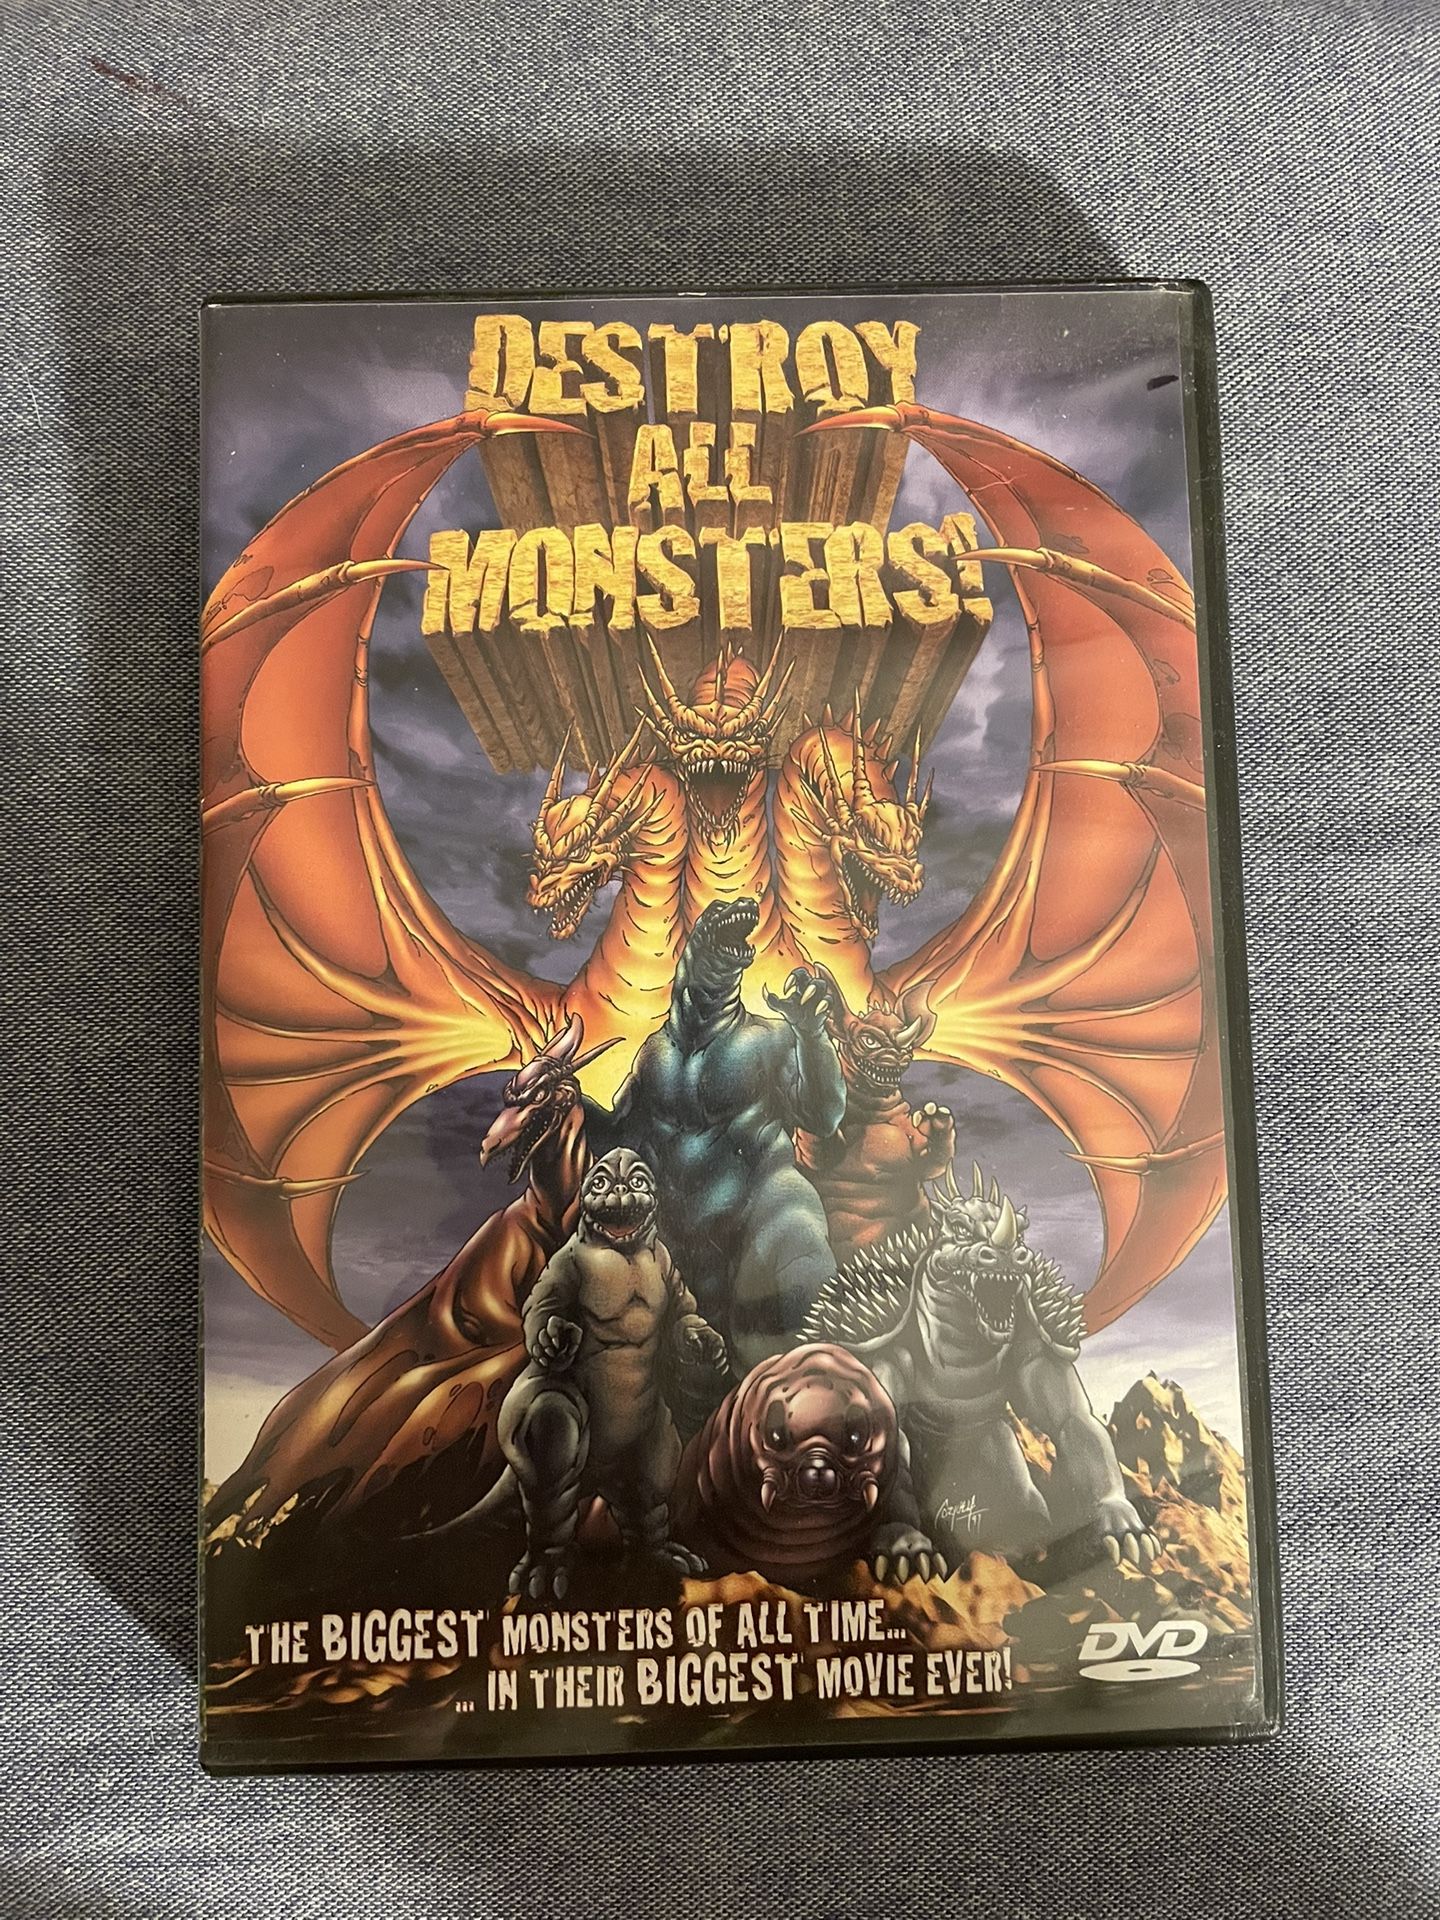 DESTROY
ALL
MONSTERS!
THE BIGGEST MONSTERS OF ALL TIME...
... IN THEIR BIGGEST MOVIE EVER!
DVD